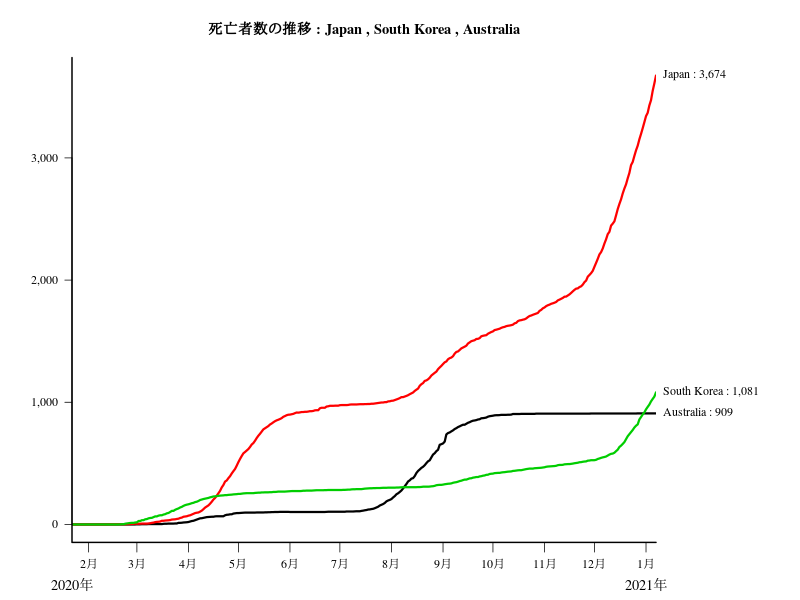 死亡者数の推移 : Japan , South Korea , Australia
Japan : 3,674
3,000
2,000
1,000
South Korea : 1,081
Australia : 909
0
2月 3月 4月 5月 6月 7月 8月 9月 10月 11月 12月 1月
2020年 2021年